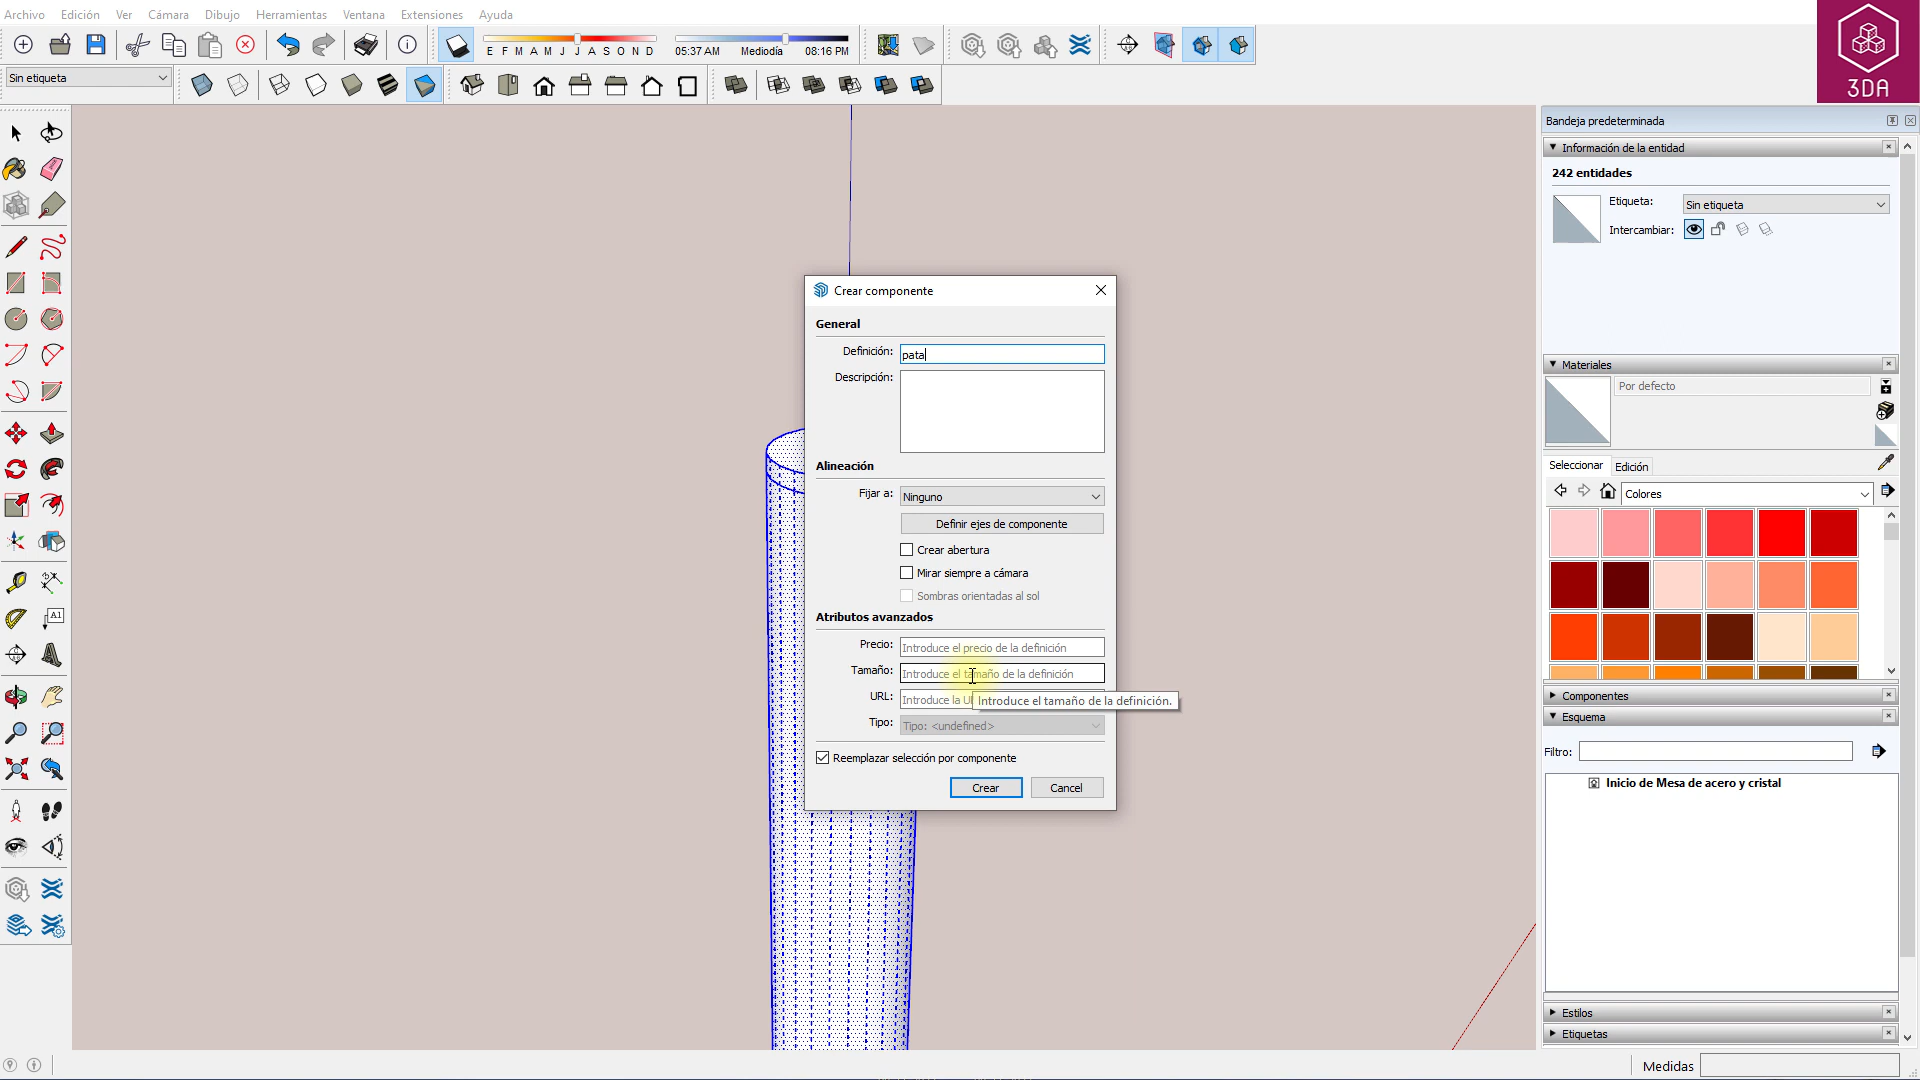 Archivo Edición Ver Cámara Dibujo Herramientas Ventana Extensiones Ayuda
E F M A M J J A S O N D 05:37 AM Mediodía 08:16 PM
3DA
Sin etiqueta
Bandeja predeterminada
Información de la entidad
242 entidades
Etiqueta: Sin etiqueta
Intercambiar:
Materiales
Por defecto
Seleccionar Edición
Colores
Componentes
Esquema
Filtro:
Inicio de Mesa de acero y cristal
Estilos
Etiquetas
Medidas
A1
Crear componente
General
Definición: pata
Descripción:
Alineación
Fijar a: Ninguno
Definir ejes de componente
Crear abertura
Mirar siempre a cámara
Sombras orientadas al sol
Atributos avanzados
Precio: Introduce el precio de la definición
Tamaño: Introduce el tamaño de la definición
URL: Introduce la U
Introduce el tamaño de la definición.
Tipo: Tipo: <undefined>
Reemplazar selección por componente
Crear Cancel